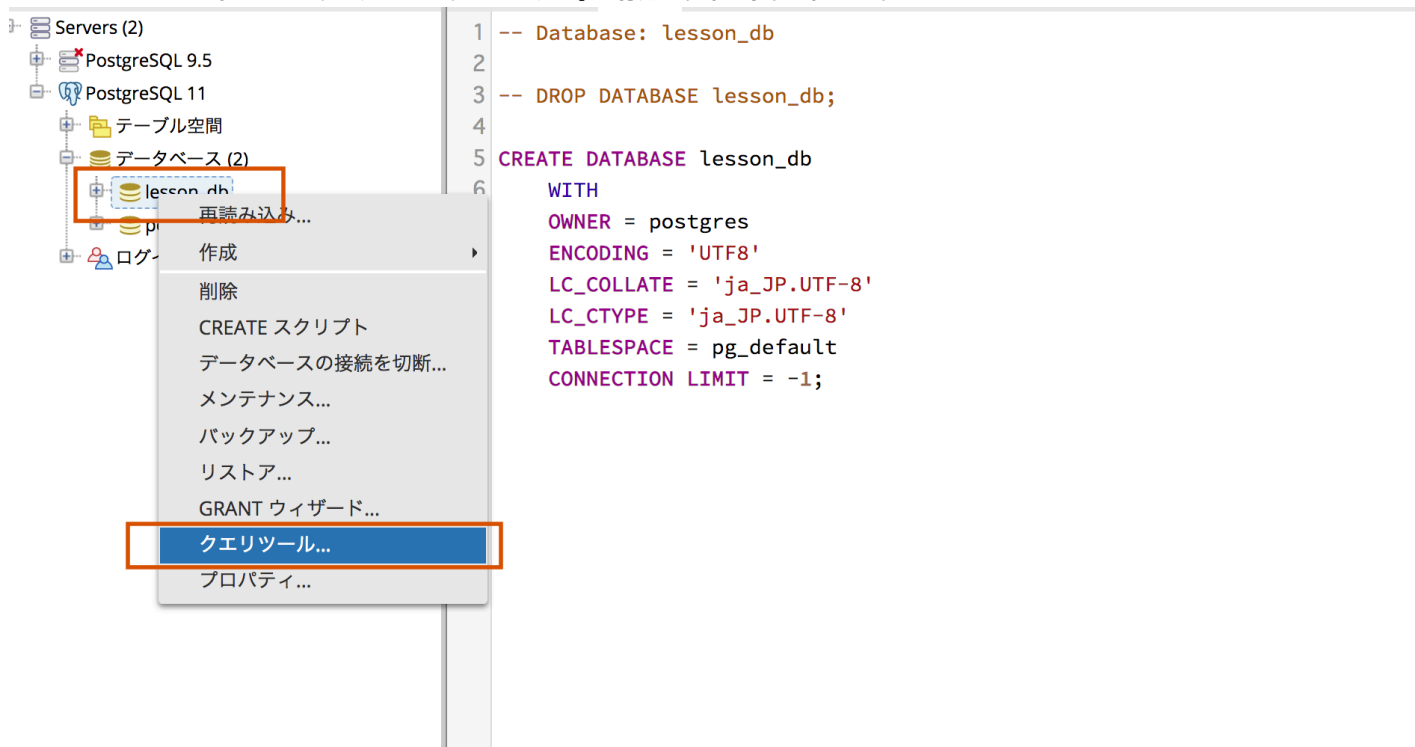 Servers (2)
PostgreSQL 9.5
PostgreSQL 11
テーブル空間
データベース (2)
lesson_db
再読み込み...
作成
削除
CREATE スクリプト
データベースの接続を切断...
メンテナンス...
バックアップ...
リストア...
GRANT ウィザード...
クエリツール...
プロパティ...
1 -- Database: lesson_db
2
3 -- DROP DATABASE lesson_db;
4
5 CREATE DATABASE lesson_db
6 WITH
OWNER = postgres
ENCODING = 'UTF8'
LC_COLLATE = 'ja_JP.UTF-8'
LC_CTYPE = 'ja_JP.UTF-8'
TABLESPACE = pg_default
CONNECTION LIMIT = -1;